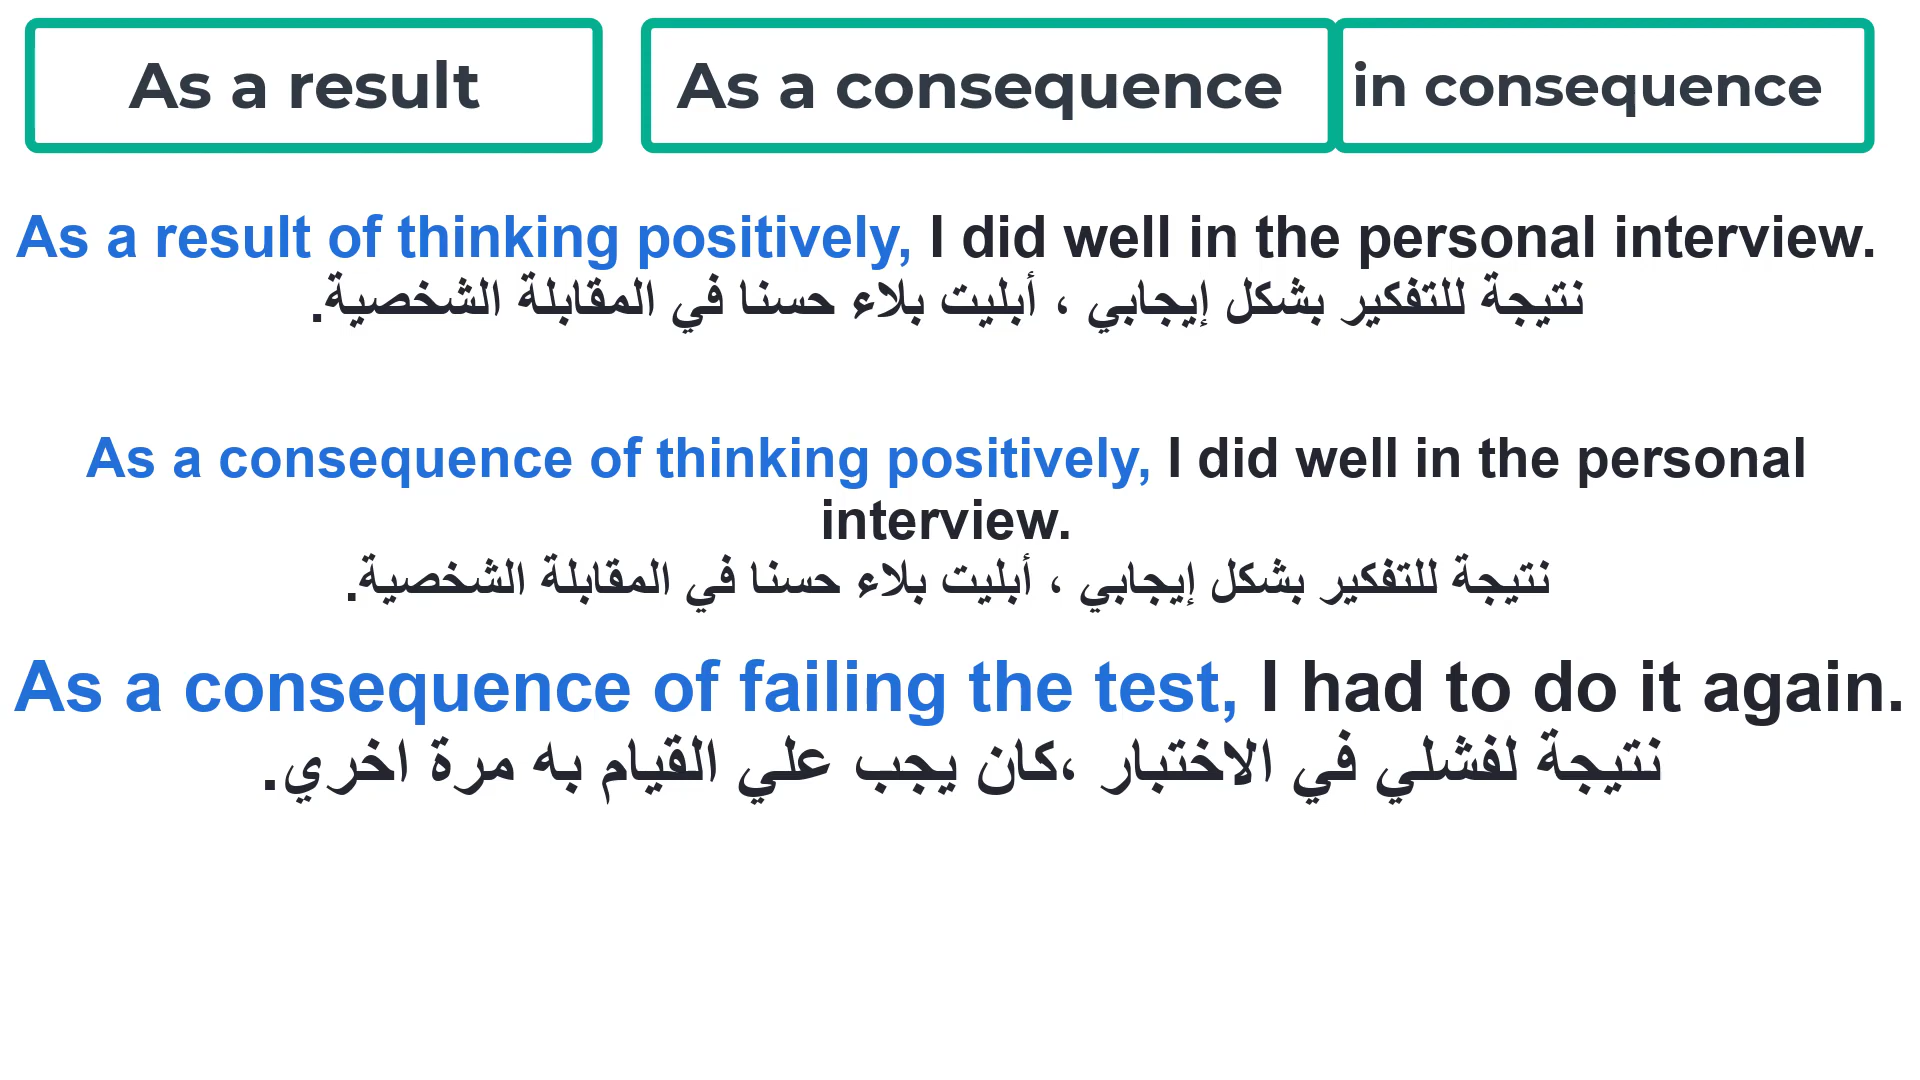 As a result
As a consequence
in consequence
As a result of thinking positively, I did well in the personal interview.
نتيجة للتفكير بشكل إيجابي ، أبليت بلاء حسنا في المقابلة الشخصية.
As a consequence of thinking positively, I did well in the personal
interview.
نتيجة للتفكير بشكل إيجابي ، أبليت بلاء حسنا في المقابلة الشخصية.
As a consequence of failing the test, I had to do it again.
نتيجة لفشلي في الاختبار ،كان يجب علي القيام به مرة اخري.